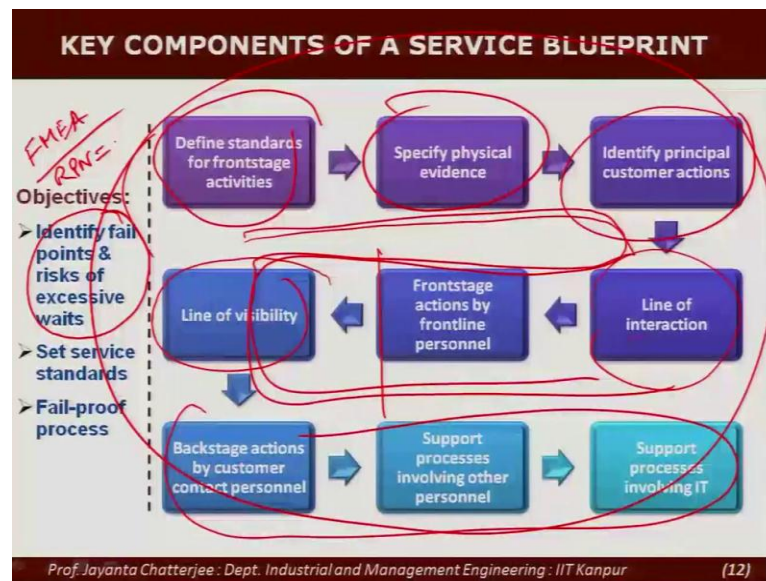 KEY COMPONENTS OF A SERVICE BLUEPRINT
FMEA
RPN=
Objectives:
➢ Identify fail
points &
risks of
excessive
waits
➢ Set service
standards
➢ Fail-proof
process
Define standards
for frontstage
activities
Specify physical
evidence
Identify principal
customer actions
Line of
interaction
Frontstage
actions by
frontline
personnel
Line of visibility
Backstage actions
by customer
contact personnel
Support
processes
involving other
personnel
Support
processes
involving IT
Prof. Jayanta Chatterjee : Dept. Industrial and Management Engineering : IIT Kanpur
(12)